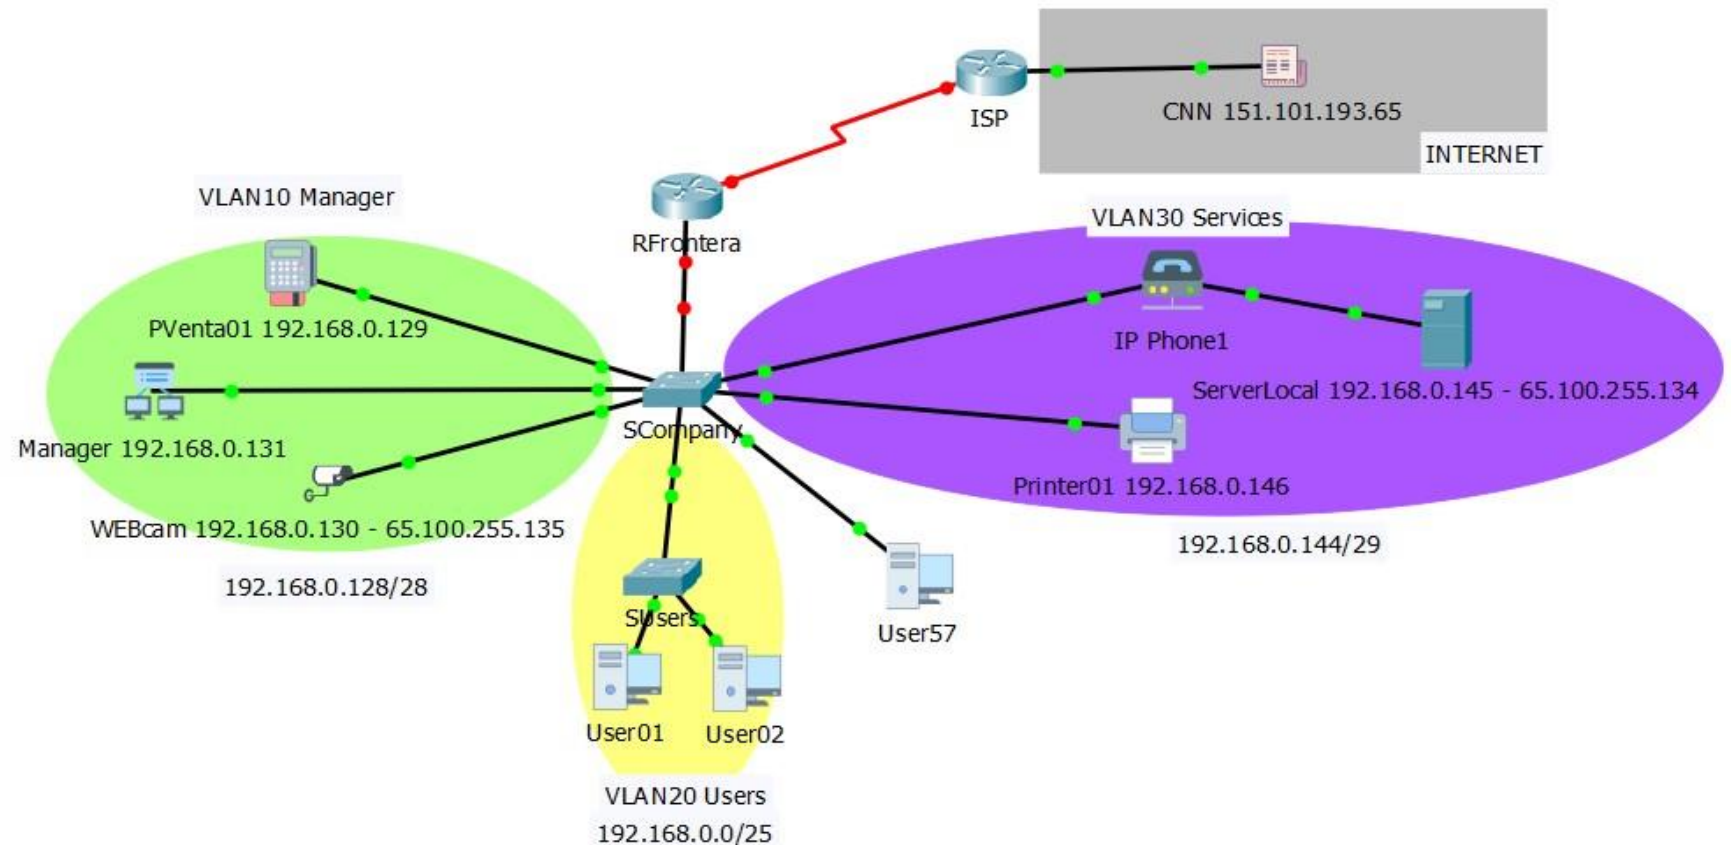 ISP
CNN 151.101.193.65
INTERNET
VLAN10 Manager
RFrontera
VLAN30 Services
PVenta01 192.168.0.129
IP Phone1
ServerLocal 192.168.0.145 - 65.100.255.134
Manager 192.168.0.131
SCompany
Printer01 192.168.0.146
WEBcam 192.168.0.130 - 65.100.255.135
192.168.0.144/29
192.168.0.128/28
SUsers
User57
User01
User02
VLAN20 Users
192.168.0.0/25